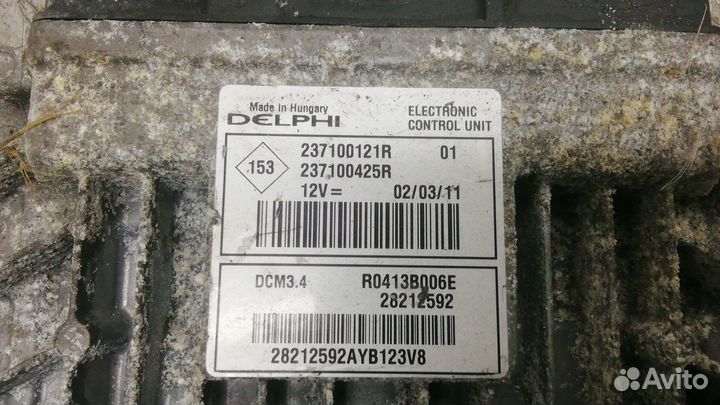 Made in Hungary
DELPHI
ELECTRONIC
CONTROL UNIT
153
237100121R 01
237100425R
12V= 02/03/11
DCM3.4 R0413B006E
28212592
28212592AYB123V8
Avito